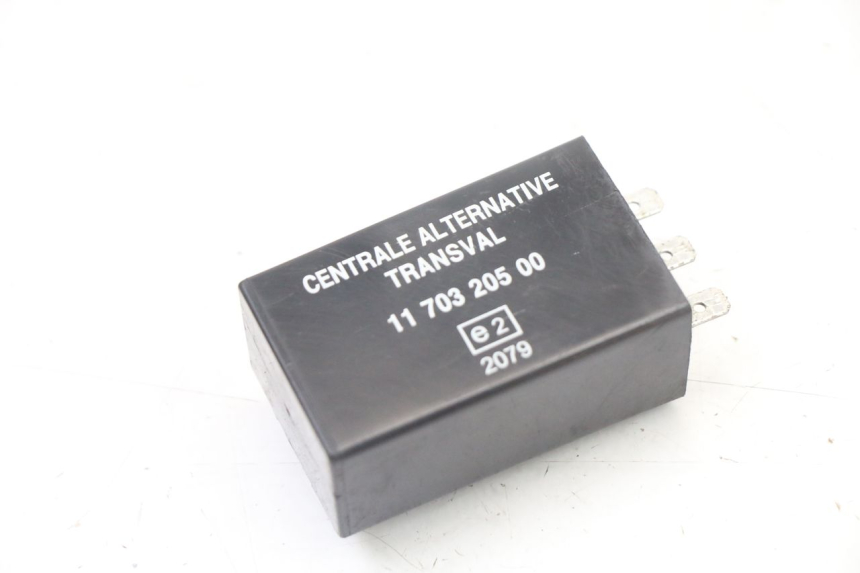 CENTRALE ALTERNATIVE
TRANSVAL
11 703 205 00
e2
2079